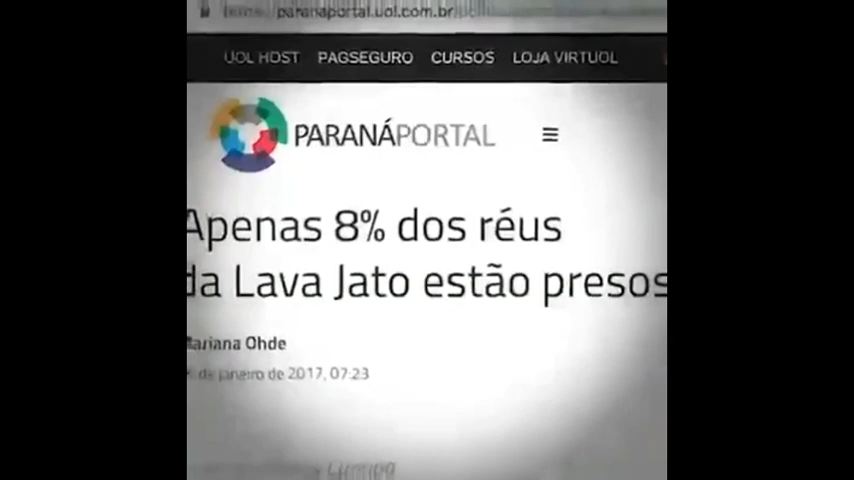 paranaportal.uol.com.br
UOL HOST PAGSEGURO CURSOS LOJA VIRTUOL
PARANÁPORTAL
Apenas 8% dos réus
da Lava Jato estão presos
Mariana Ohde
de janeiro de 2017, 07:23